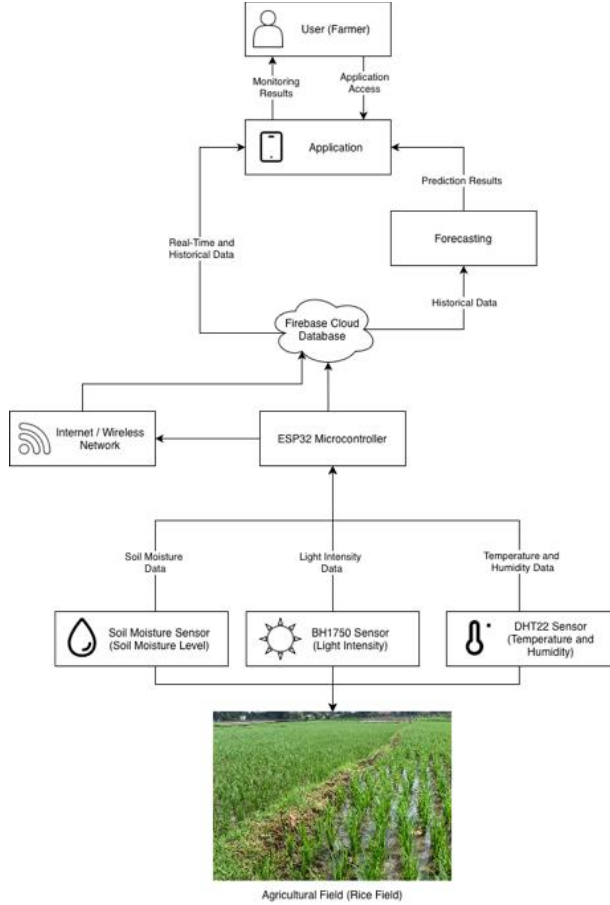 User (Farmer)
Monitoring
Results
Application
Access
Application
Prediction Results
Real-Time and
Historical Data
Forecasting
Historical Data
Firebase Cloud
Database
Internet / Wireless
Network
ESP32 Microcontroller
Soil Moisture
Data
Light Intensity
Data
Temperature and
Humidity Data
Soil Moisture Sensor
(Soil Moisture Level)
BH1750 Sensor
(Light Intensity)
DHT22 Sensor
(Temperature and
Humidity)
Agricultural Field (Rice Field)